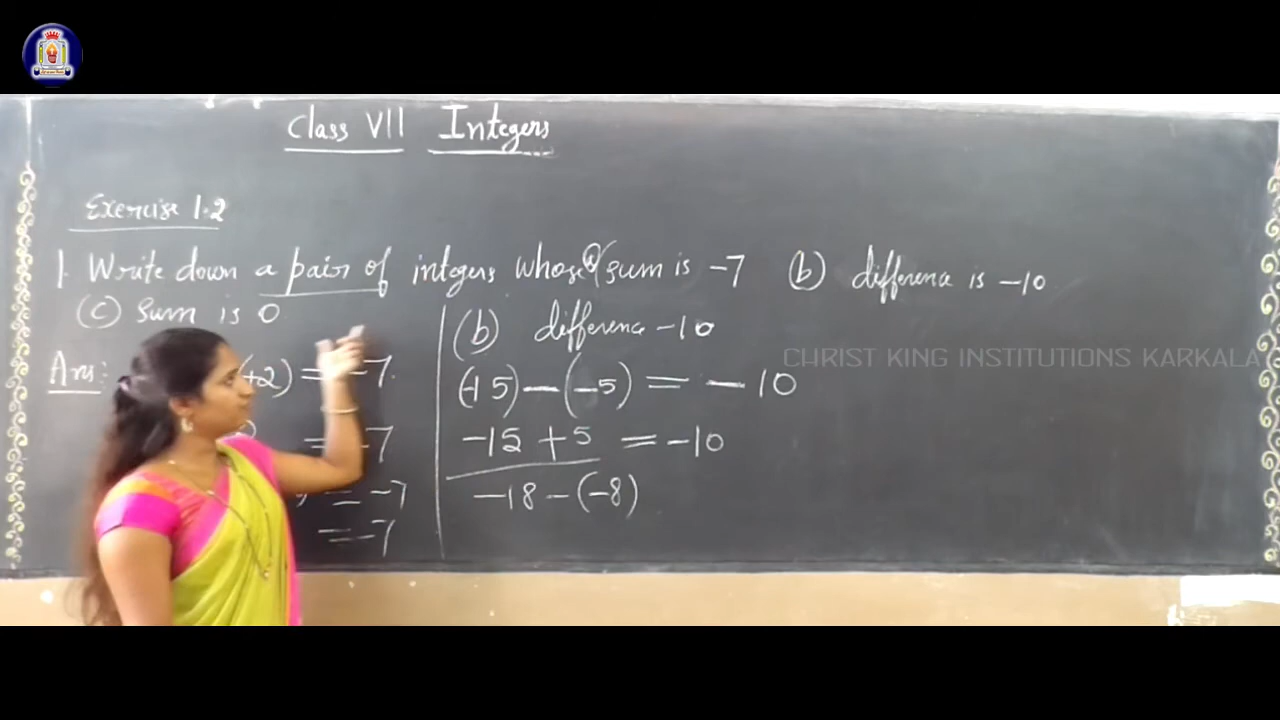 Class VII Integers
Exercise 1.2
1. Write down a pair of integers whose (a) sum is -7 (b) difference is -10
(c) sum is 0
Ans:
+2) = -7
= -7
= -7
= -7
(b) difference -10
(-15) - (-5) = -10
-15 + 5 = -10
-18 - (-8)
CHRIST KING INSTITUTIONS KARKALA